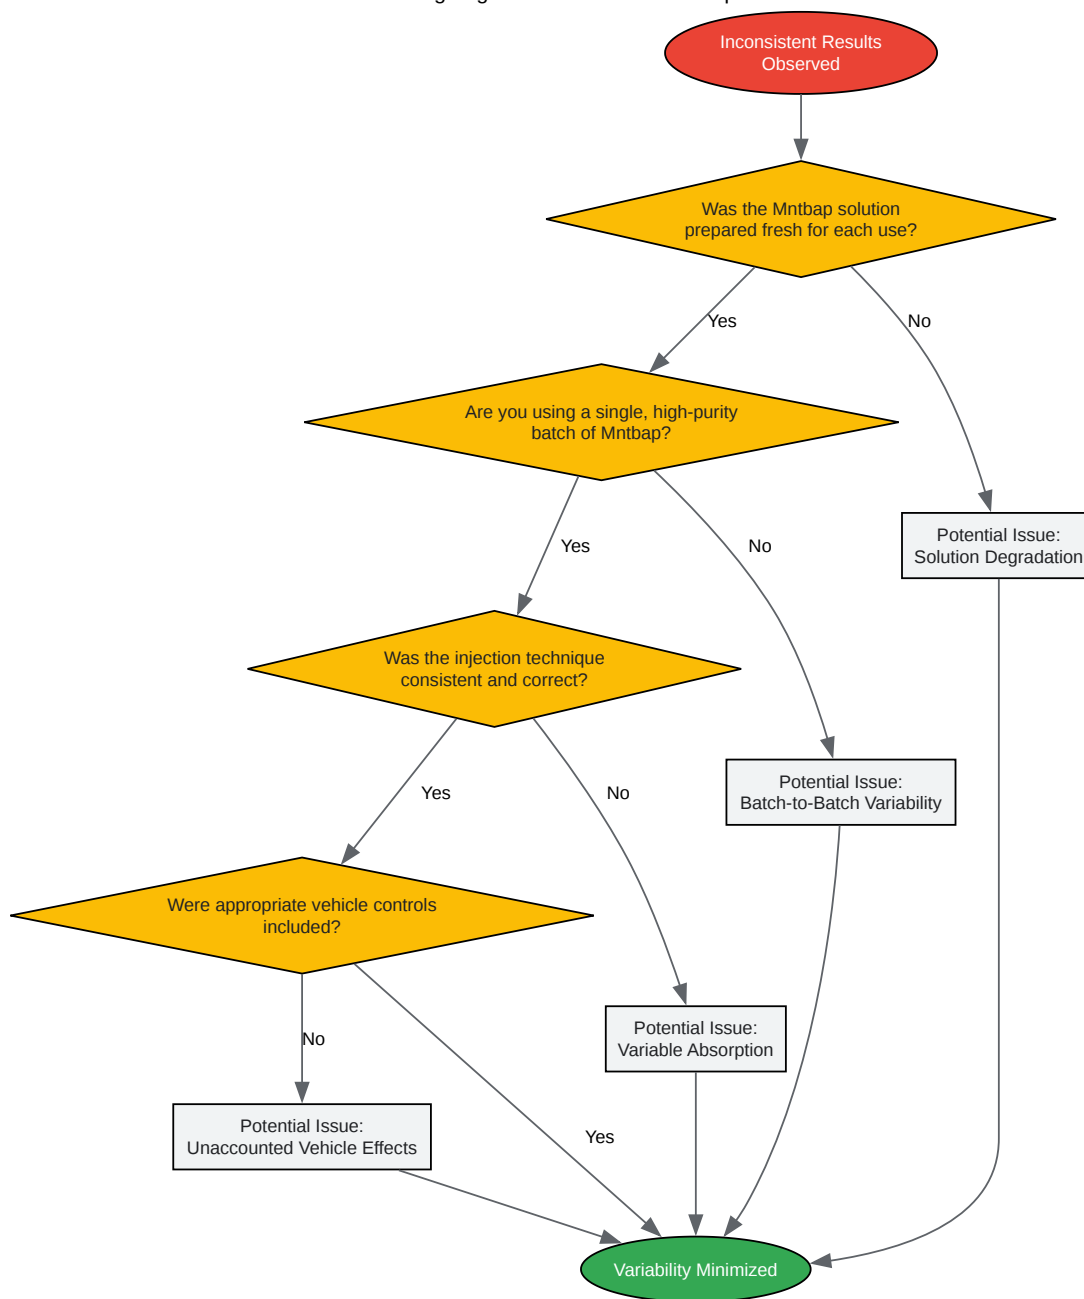 Inconsistent Results
Observed
Was the Mntbap solution
prepared fresh for each use?
Yes
No
Are you using a single, high-purity
batch of Mntbap?
Yes
No
Potential Issue:
Solution Degradation
Was the injection technique
consistent and correct?
Yes
No
Potential Issue:
Batch-to-Batch Variability
Were appropriate vehicle controls
included?
No
Yes
Potential Issue:
Variable Absorption
Potential Issue:
Unaccounted Vehicle Effects
Variability Minimized